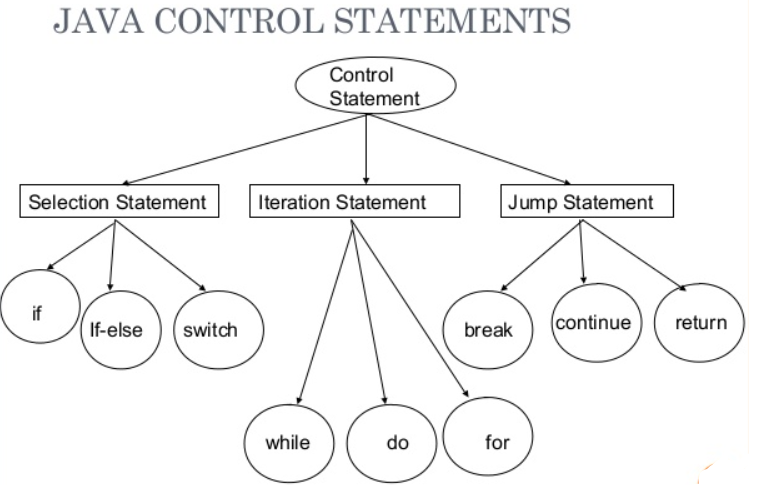 JAVA CONTROL STATEMENTS
Control
Statement
Selection Statement
Iteration Statement
Jump Statement
if
If-else
switch
break
continue
return
while
do
for